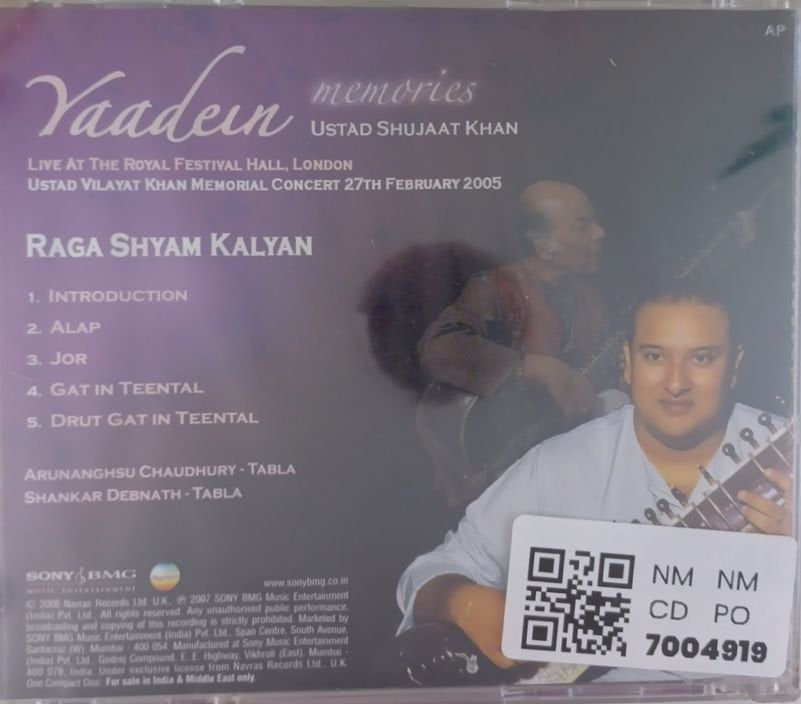 AP
Yaadein memories
USTAD SHUJAAT KHAN
LIVE AT THE ROYAL FESTIVAL HALL, LONDON
USTAD VILAYAT KHAN MEMORIAL CONCERT 27TH FEBRUARY 2005
RAGA SHYAM KALYAN
1. INTRODUCTION
2. ALAP
3. JOR
4. GAT IN TEENTAL
5. DRUT GAT IN TEENTAL
ARUNANGHSU CHAUDHURY - TABLA
SHANKAR DEBNATH - TABLA
SONY BMG
MUSIC ENTERTAINMENT
www.sonybmg.co.in
© 2006 Navras Records Ltd. U.K., ℗ 2007 SONY BMG Music Entertainment
(India) Pvt. Ltd. All rights reserved. Any unauthorised public performance,
broadcasting and copying of this recording is strictly prohibited. Marketed by
SONY BMG Music Entertainment (India) Pvt. Ltd., Span Centre, South Avenue,
Santacruz (W) Mumbai - 400 054. Manufactured at Sony Music Entertainment
(India) Pvt. Ltd., Godrej Compound, E. E. Highway, Vikhroli (East), Mumbai -
400 079, India. Under exclusive license from Navras Records Ltd., U.K.
One Compact Disc. For sale in India & Middle East only.
NM NM
CD PO
7004919